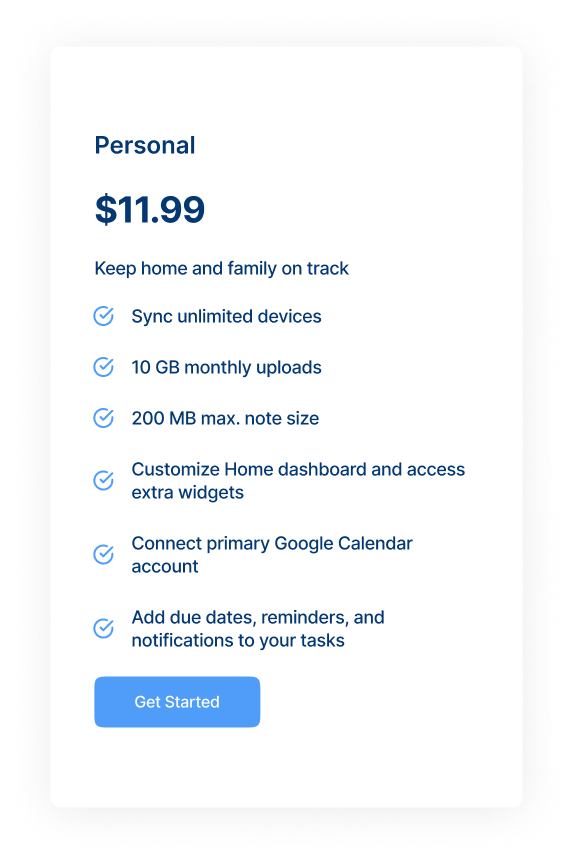 Personal
$11.99
Keep home and family on track
Sync unlimited devices
10 GB monthly uploads
200 MB max. note size
Customize Home dashboard and access
extra widgets
Connect primary Google Calendar
account
Add due dates, reminders, and
notifications to your tasks
Get Started